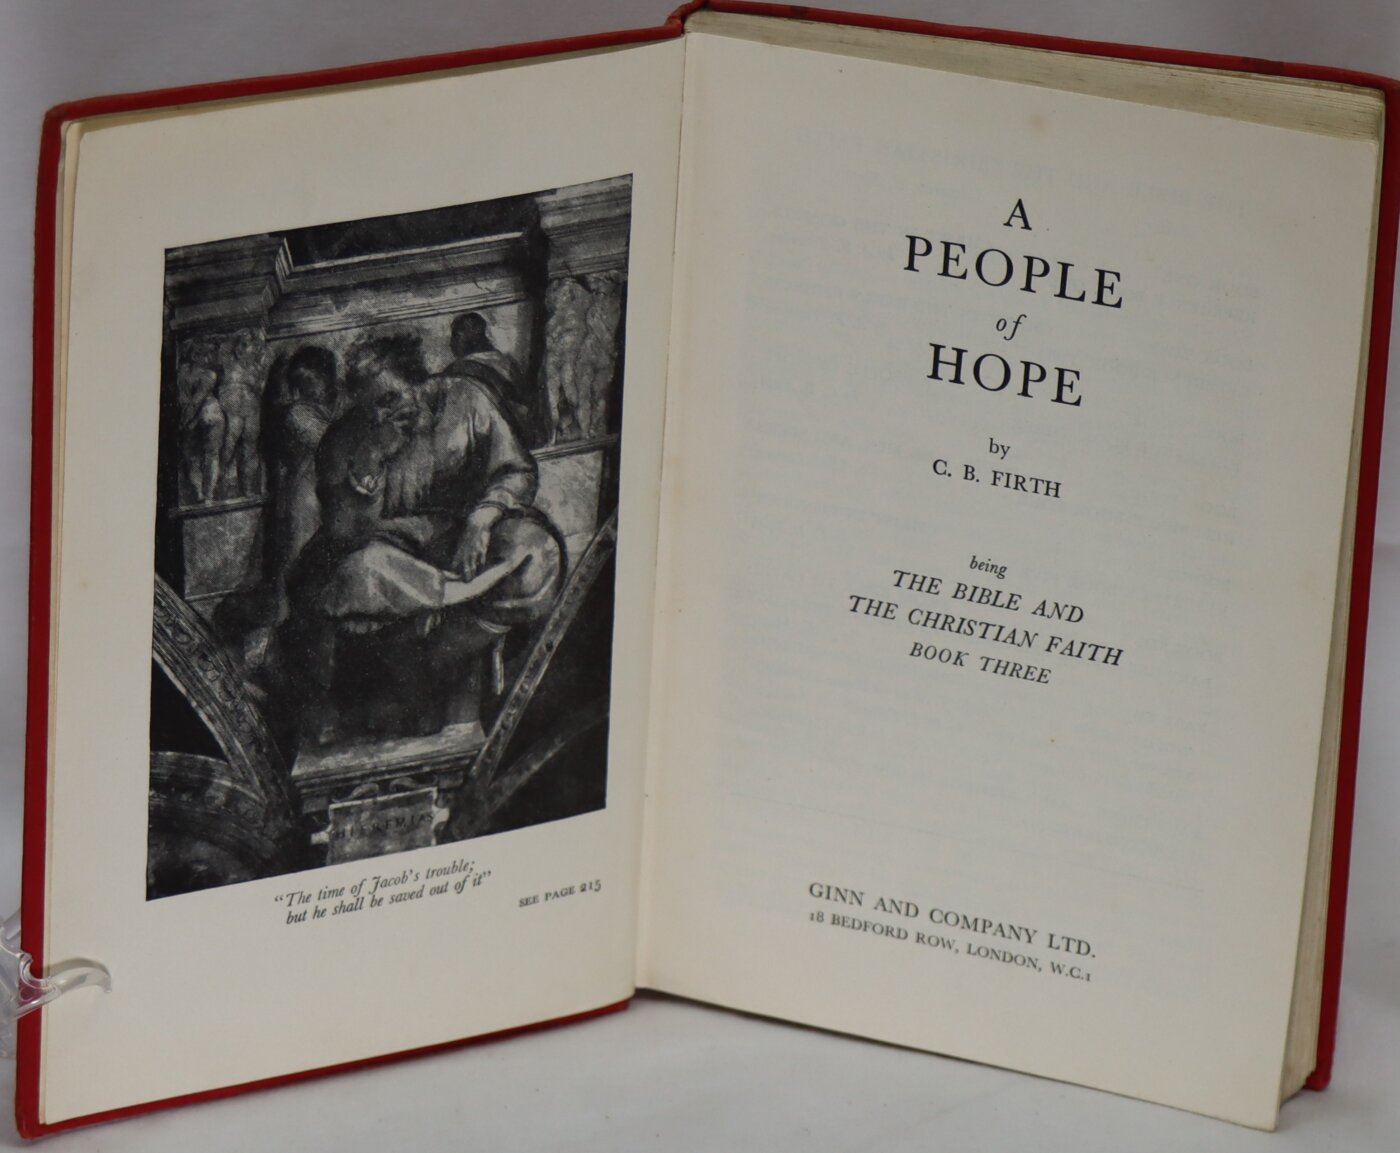 HIEREMIAS
"The time of Jacob's trouble;
but he shall be saved out of it"
SEE PAGE 215
A
PEOPLE
of
HOPE
by
C. B. FIRTH
being
THE BIBLE AND
THE CHRISTIAN FAITH
BOOK THREE
GINN AND COMPANY LTD.
18 BEDFORD ROW, LONDON, W.C.1